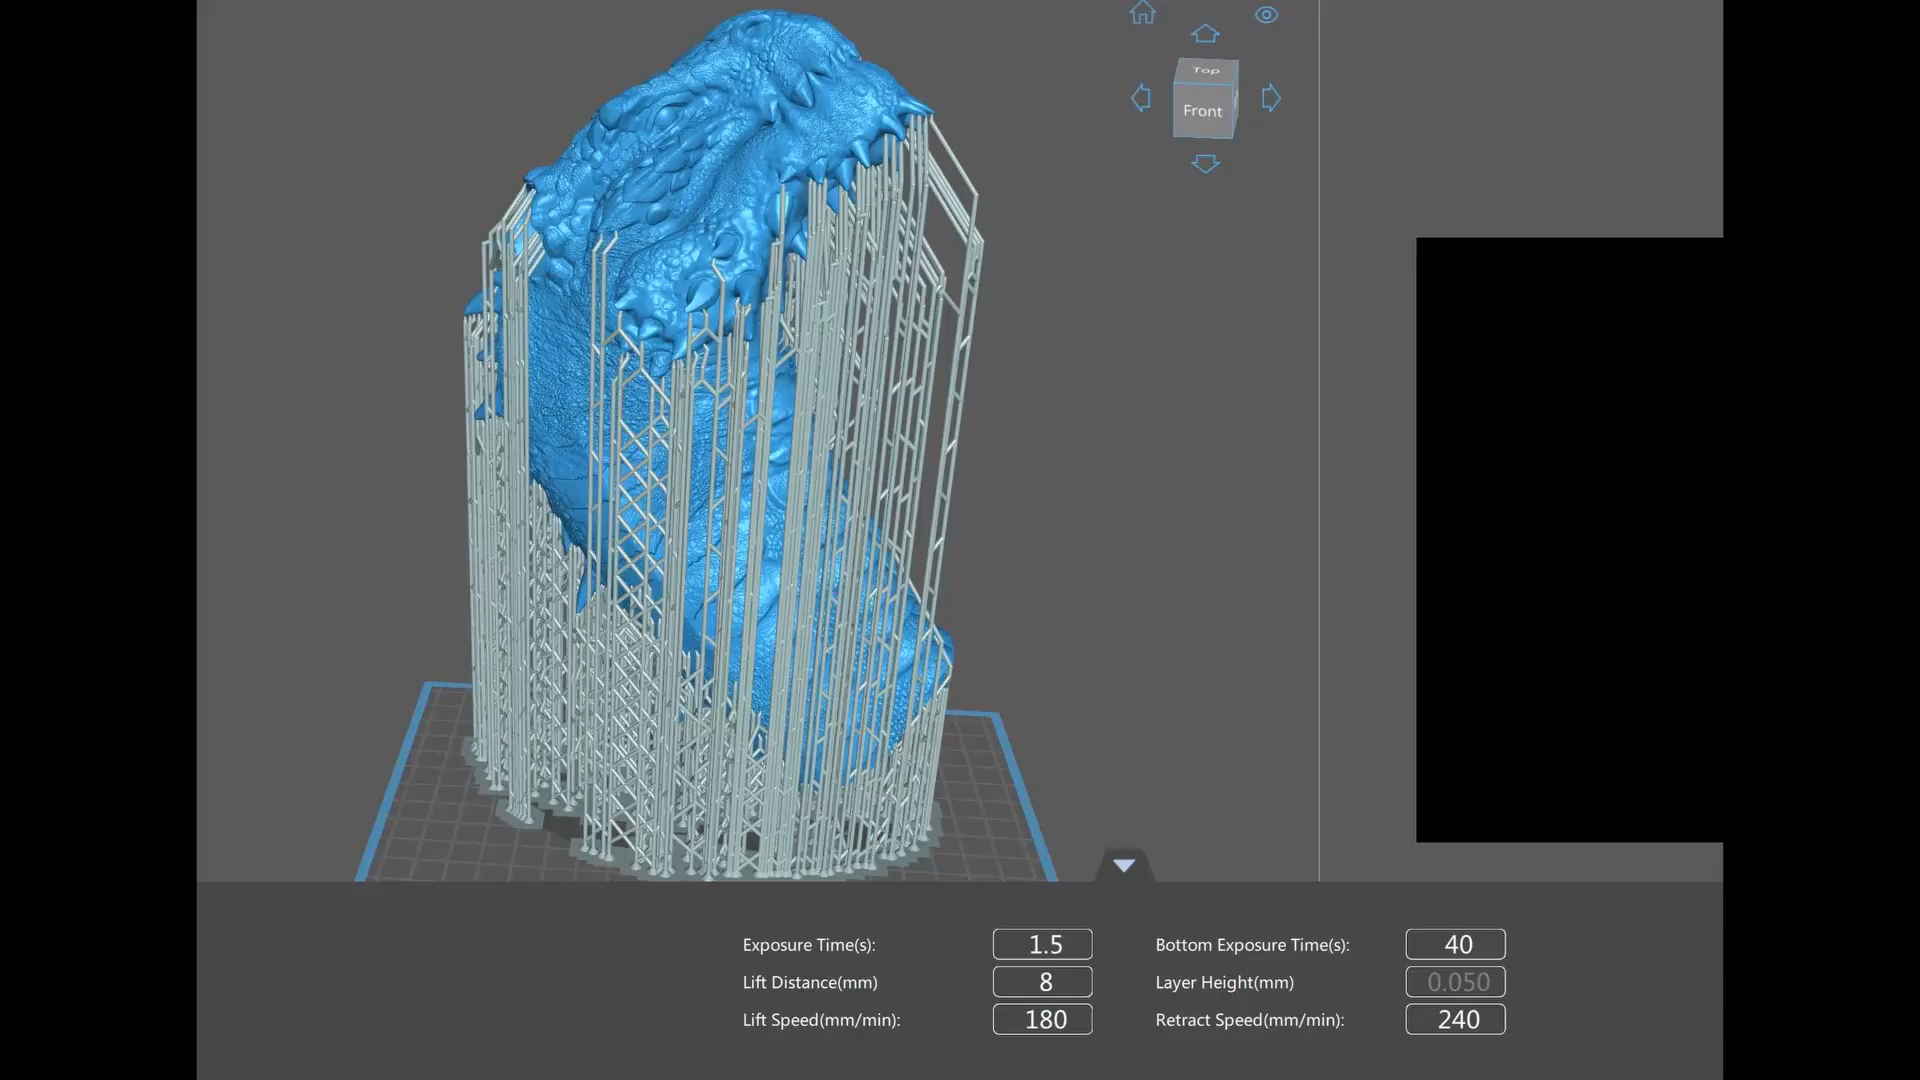 Top
Front
Exposure Time(s): 1.5 Bottom Exposure Time(s): 40
Lift Distance(mm) 8 Layer Height(mm) 0.050
Lift Speed(mm/min): 180 Retract Speed(mm/min): 240